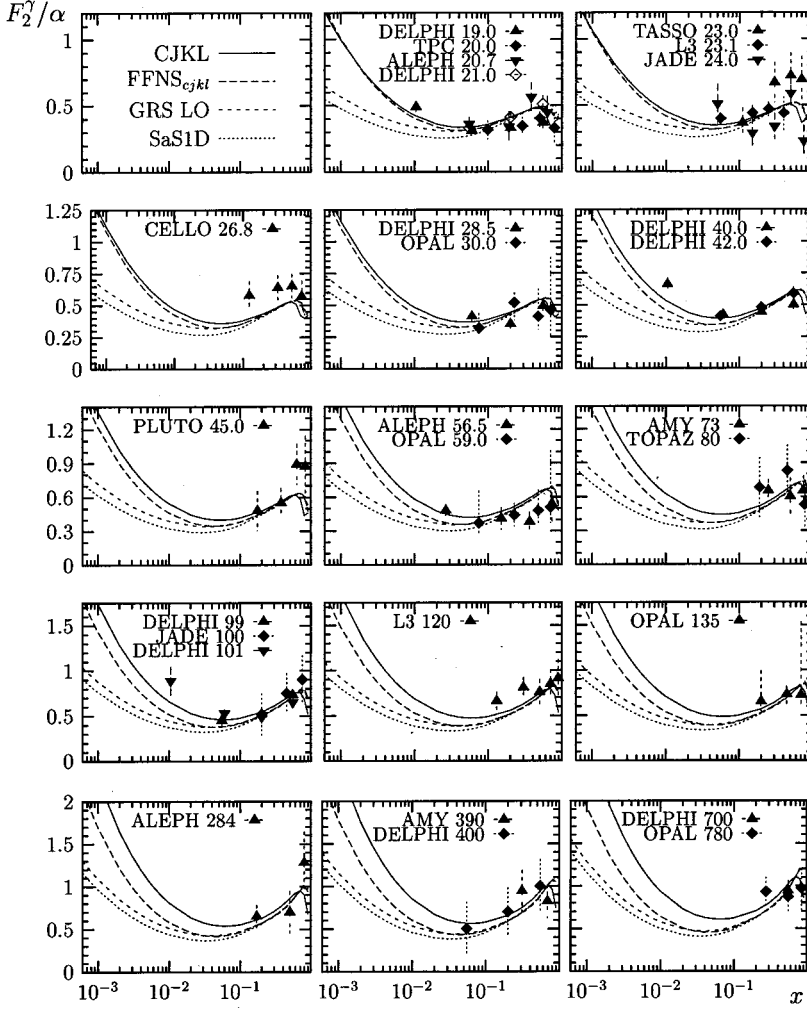 F₂^γ/α
1
0.5
0
CJKL
FFNS_cjkl
GRS LO
SaS1D
DELPHI 19.0
TPC 20.0
ALEPH 20.7
DELPHI 21.0
TASSO 23.0
L3 23.1
JADE 24.0
1.25
0.75
0.5
0.25
0
CELLO 26.8
DELPHI 28.5
OPAL 30.0
DELPHI 40.0
DELPHI 42.0
1.2
0.9
0.6
0.3
0
PLUTO 45.0
ALEPH 56.5
OPAL 59.0
AMY 73
TOPAZ 80
1.5
1
0.5
0
DELPHI 99
JADE 100
DELPHI 101
L3 120
OPAL 135
2
1.5
1
0.5
0
ALEPH 284
AMY 390
DELPHI 400
DELPHI 700
OPAL 780
10⁻³ 10⁻² 10⁻¹ 10⁻³ 10⁻² 10⁻¹ 10⁻³ 10⁻² 10⁻¹ x